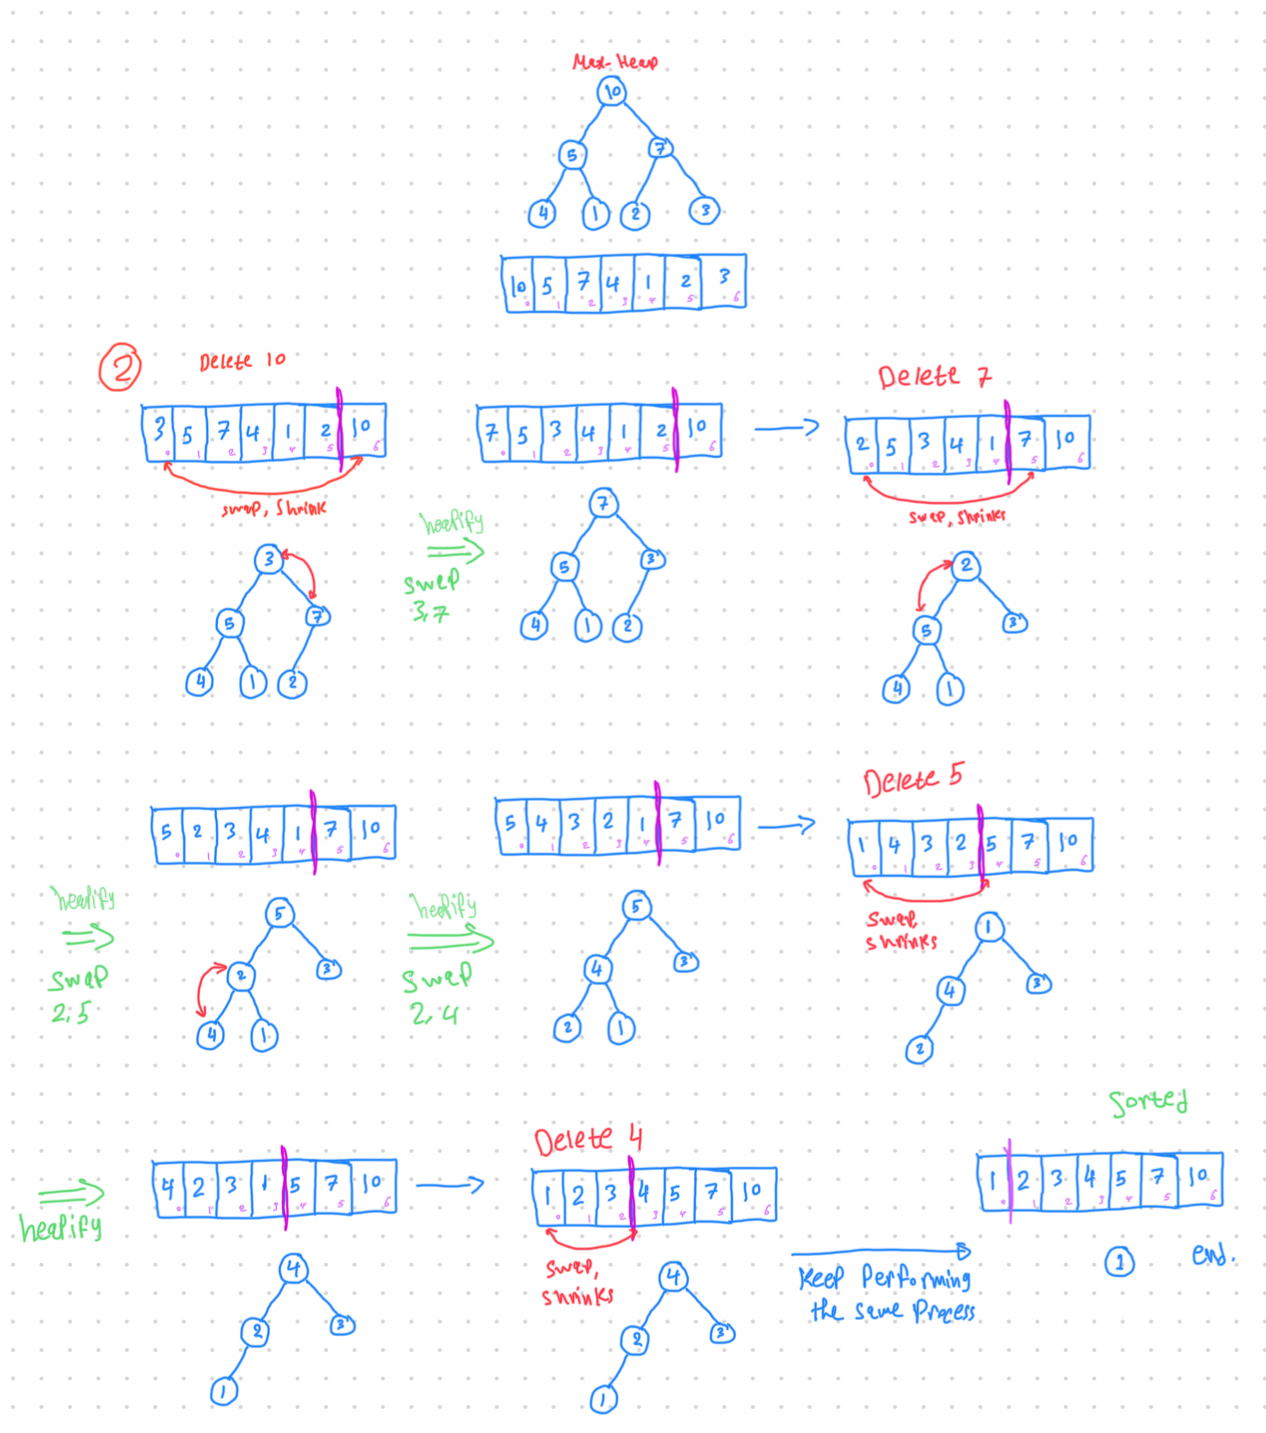 Max-Heap
10
5 7
4 1 2 3
10 5 7 4 1 2 3
0 1 2 3 4 5 6
2 Delete 10
3 5 7 4 1 2 10
0 1 2 3 4 5 6
swap, shrink
3
5 7
4 1 2
heapify
swap
3,7
7 5 3 4 1 2 10
0 1 2 3 4 5 6
7
5 3
4 1 2
Delete 7
2 5 3 4 1 7 10
0 1 2 3 4 5 6
swap, shrinks
2
5 3
4 1
heapify
swap
2,5
5 2 3 4 1 7 10
0 1 2 3 4 5 6
5
2 3
4 1
heapify
swap
2,4
5 4 3 2 1 7 10
0 1 2 3 4 5 6
5
4 3
2 1
Delete 5
1 4 3 2 5 7 10
0 1 2 3 4 5 6
swap,
shrinks
1
4 3
2
heapify
4 2 3 1 5 7 10
0 1 2 3 4 5 6
4
2 3
1
Delete 4
1 2 3 4 5 7 10
0 1 2 3 4 5 6
swap,
shrinks
4
2 3
1
Keep Performing
the same Process
Sorted
1 2 3 4 5 7 10
0 1 2 3 4 5 6
1 end.